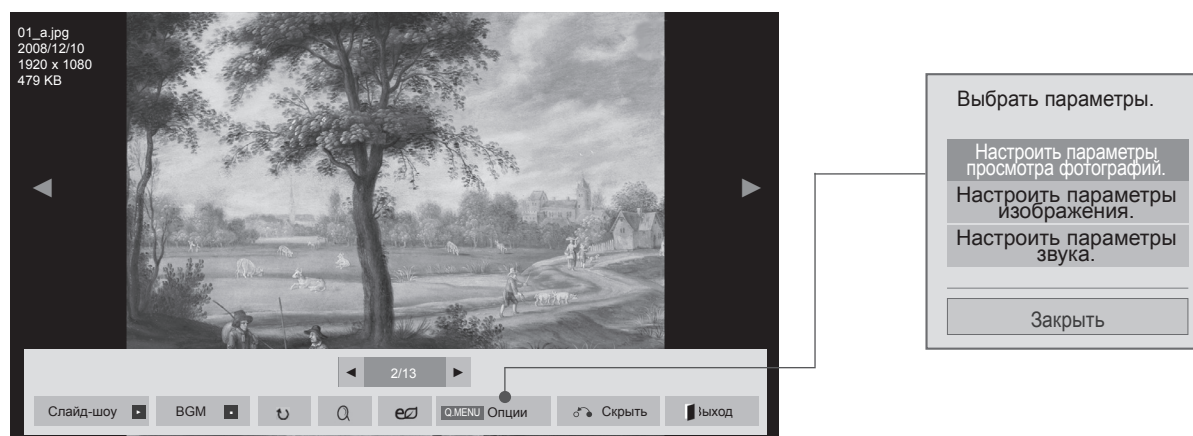 01_a.jpg
2008/12/10
1920 x 1080
479 KB
2/13
Слайд-шоу
BGM
Q.MENU Опции
Скрыть
Выбрать параметры.
Настроить параметры
просмотра фотографий.
Настроить параметры
изображения.
Настроить параметры
звука.
Закрыть